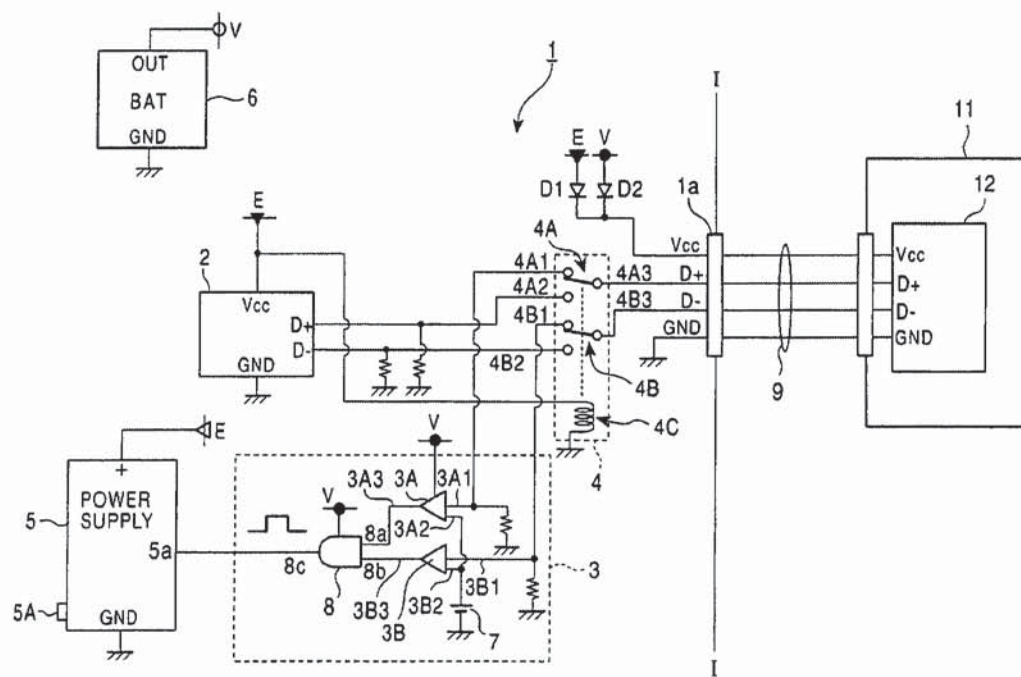 V
OUT
BAT
GND
6
1
I
11
E
V
D1
D2
1a
12
E
2
4A
Vcc
Vcc
4A1
4A3
D+
D+
4A2
4B3
D-
D-
Vcc
4B1
GND
GND
D+
D-
GND
4B2
4B
9
4C
4
E
V
+
POWER
SUPPLY
5
5a
5A
GND
3A3
3A
3A1
V
8a
3A2
8c
8b
8
3B3
3B
3B2
3B1
7
3
I